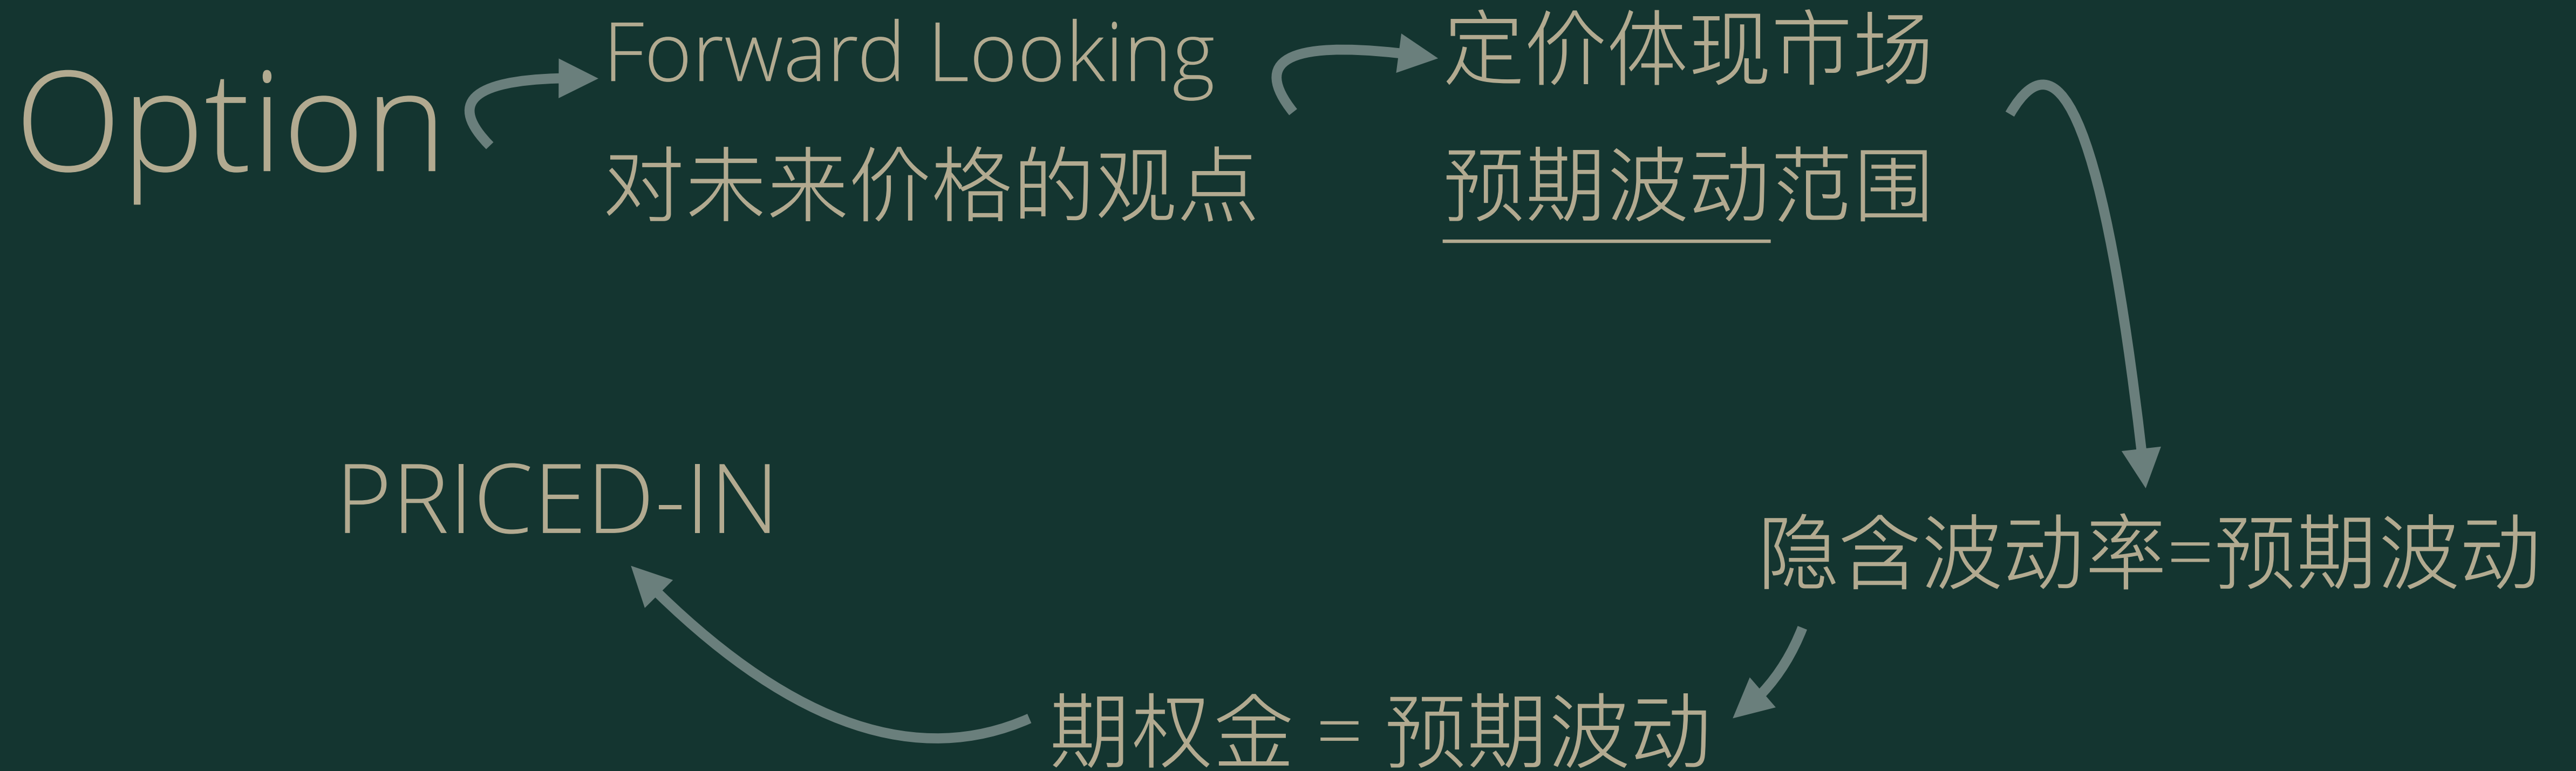 Option
Forward Looking
对未来价格的观点
定价体现市场
预期波动范围
隐含波动率=预期波动
期权金 = 预期波动
PRICED-IN